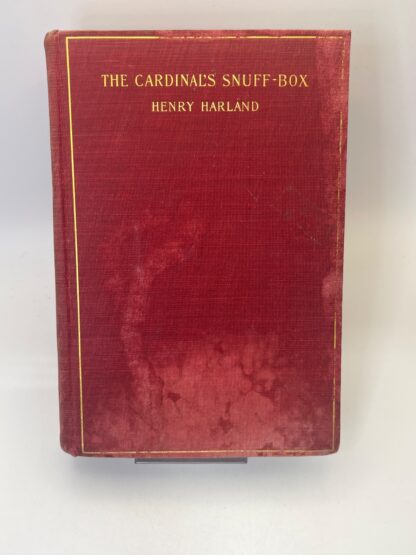 THE CARDINAL'S SNUFF-BOX
HENRY HARLAND